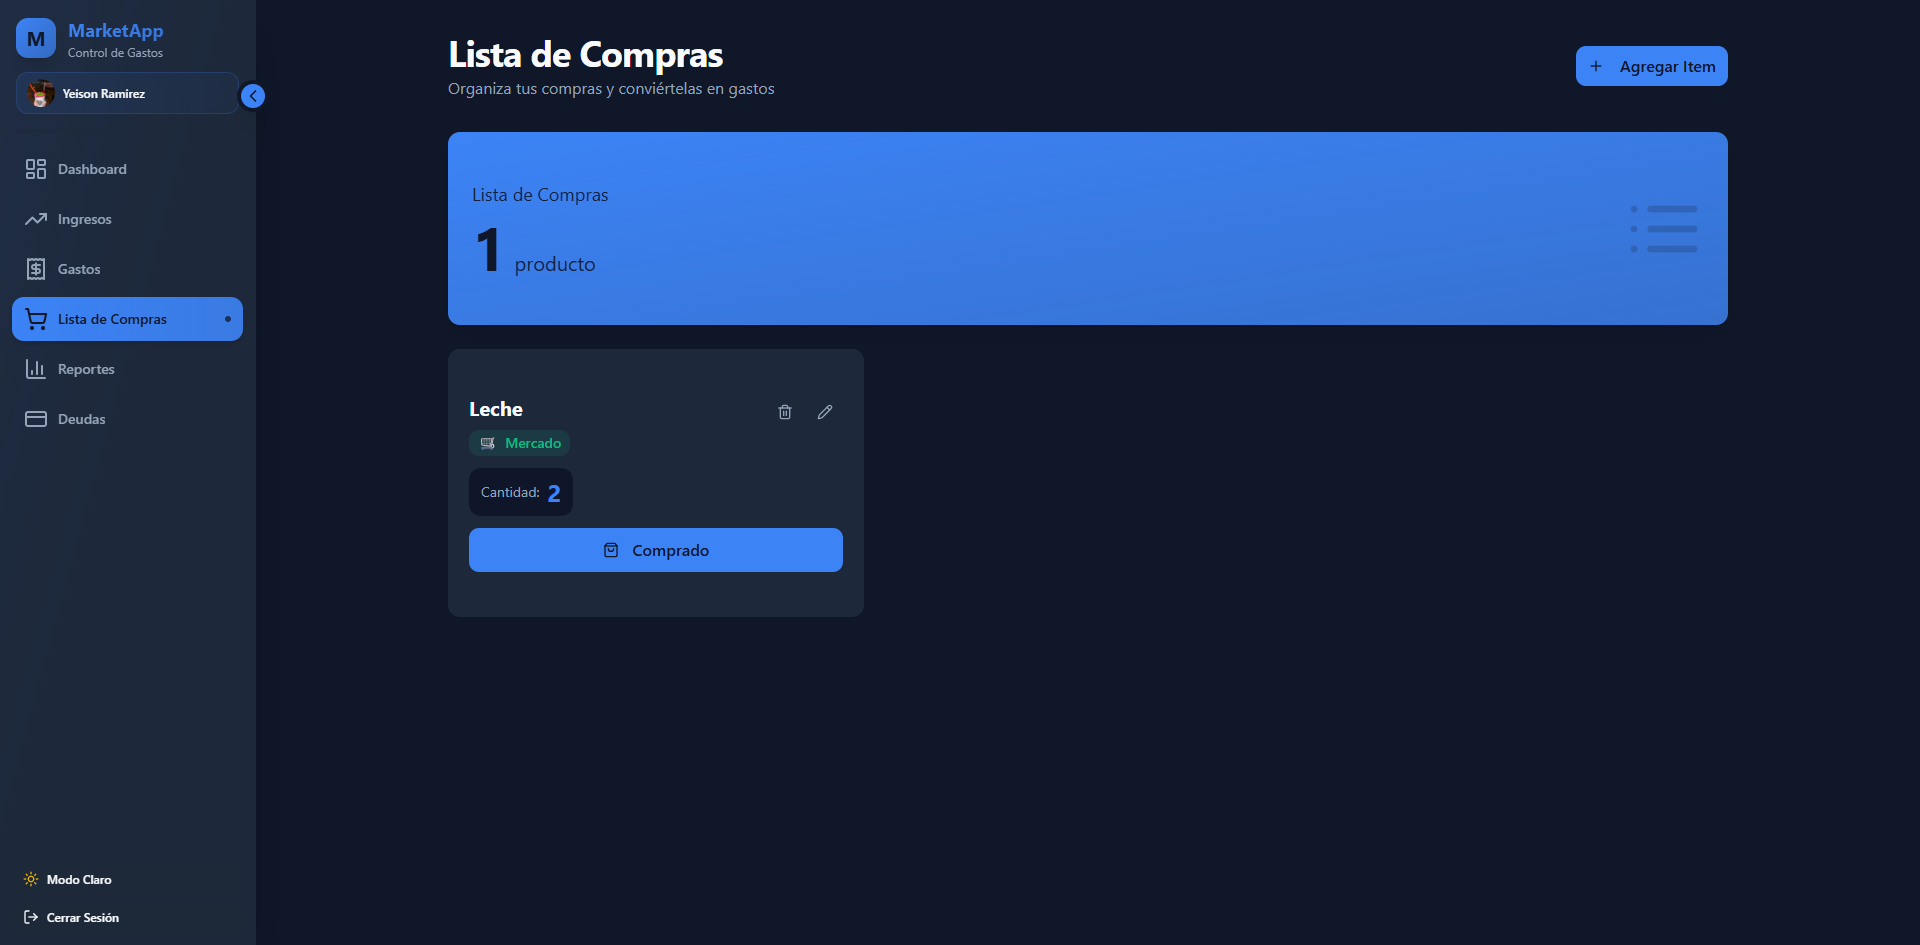 M
MarketApp
Control de Gastos
Yeison Ramirez
Dashboard
Ingresos
Gastos
Lista de Compras
Reportes
Deudas
Modo Claro
Cerrar Sesión
Lista de Compras
Organiza tus compras y conviértelas en gastos
+ Agregar Item
Lista de Compras
1 producto
Leche
Mercado
Cantidad: 2
Comprado